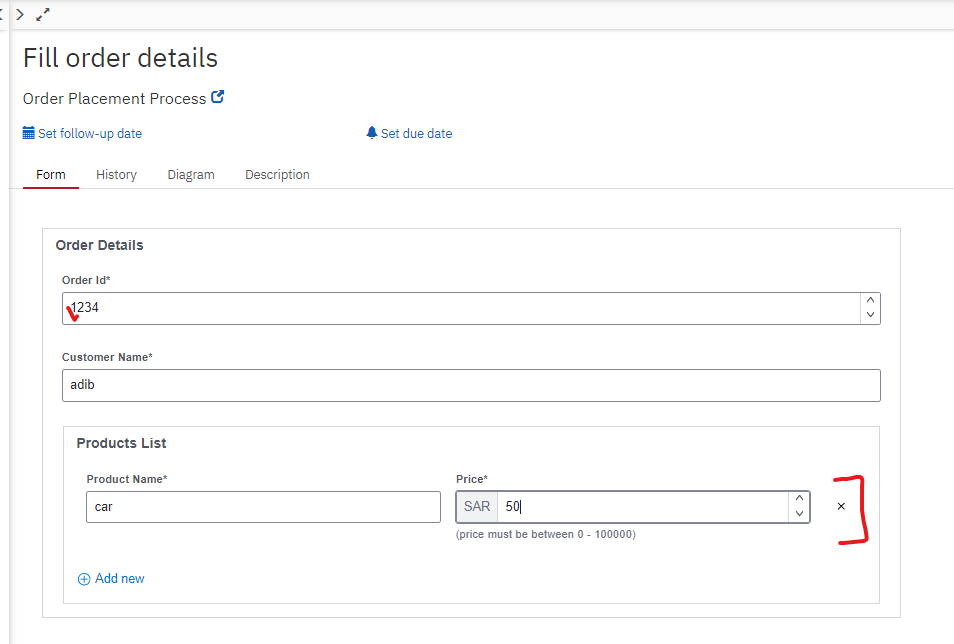 Fill order details
Order Placement Process
Set follow-up date Set due date
Form History Diagram Description
Order Details
Order Id*
1234
Customer Name*
adib
Products List
Product Name* Price*
car SAR 50 ×
(price must be between 0 - 100000)
Add new